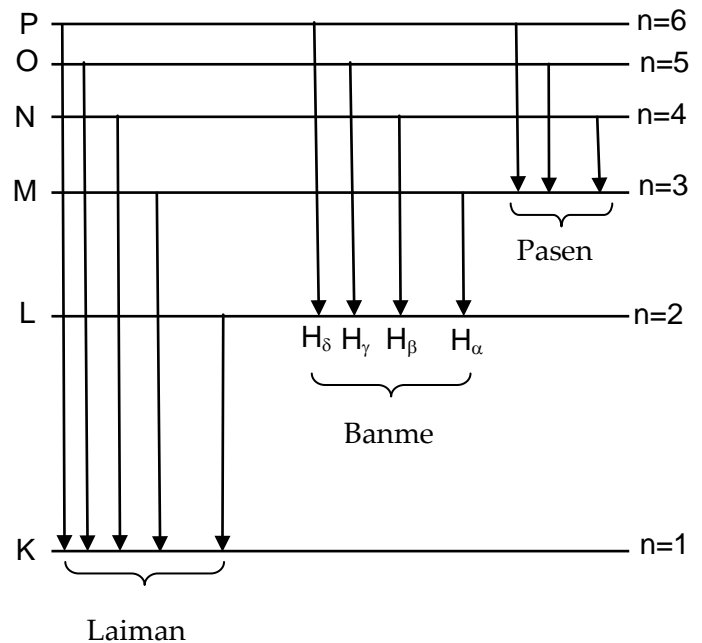 P n=6
O n=5
N n=4
M n=3
Pasen
L n=2
Hδ Hγ Hβ Hα
Banme
K n=1
Laiman